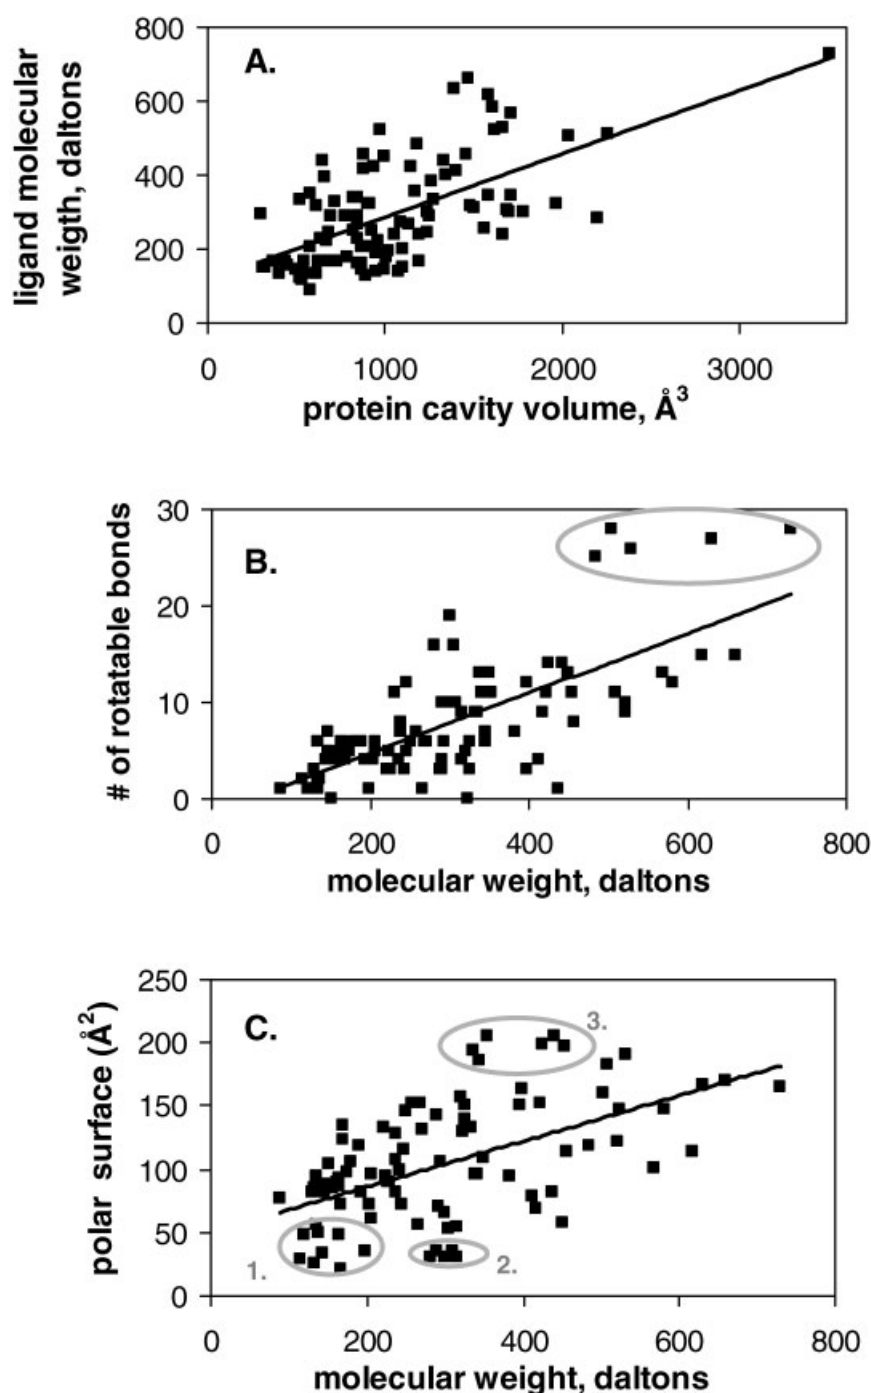 800
A.
600
400
200
0
ligand molecular
weigth, daltons
0 1000 2000 3000
protein cavity volume, Å³
30
B.
20
10
0
# of rotatable bonds
0 200 400 600 800
molecular weight, daltons
250
C.
3.
200
150
100
50
1.
2.
0
polar surface (Å²)
0 200 400 600 800
molecular weight, daltons